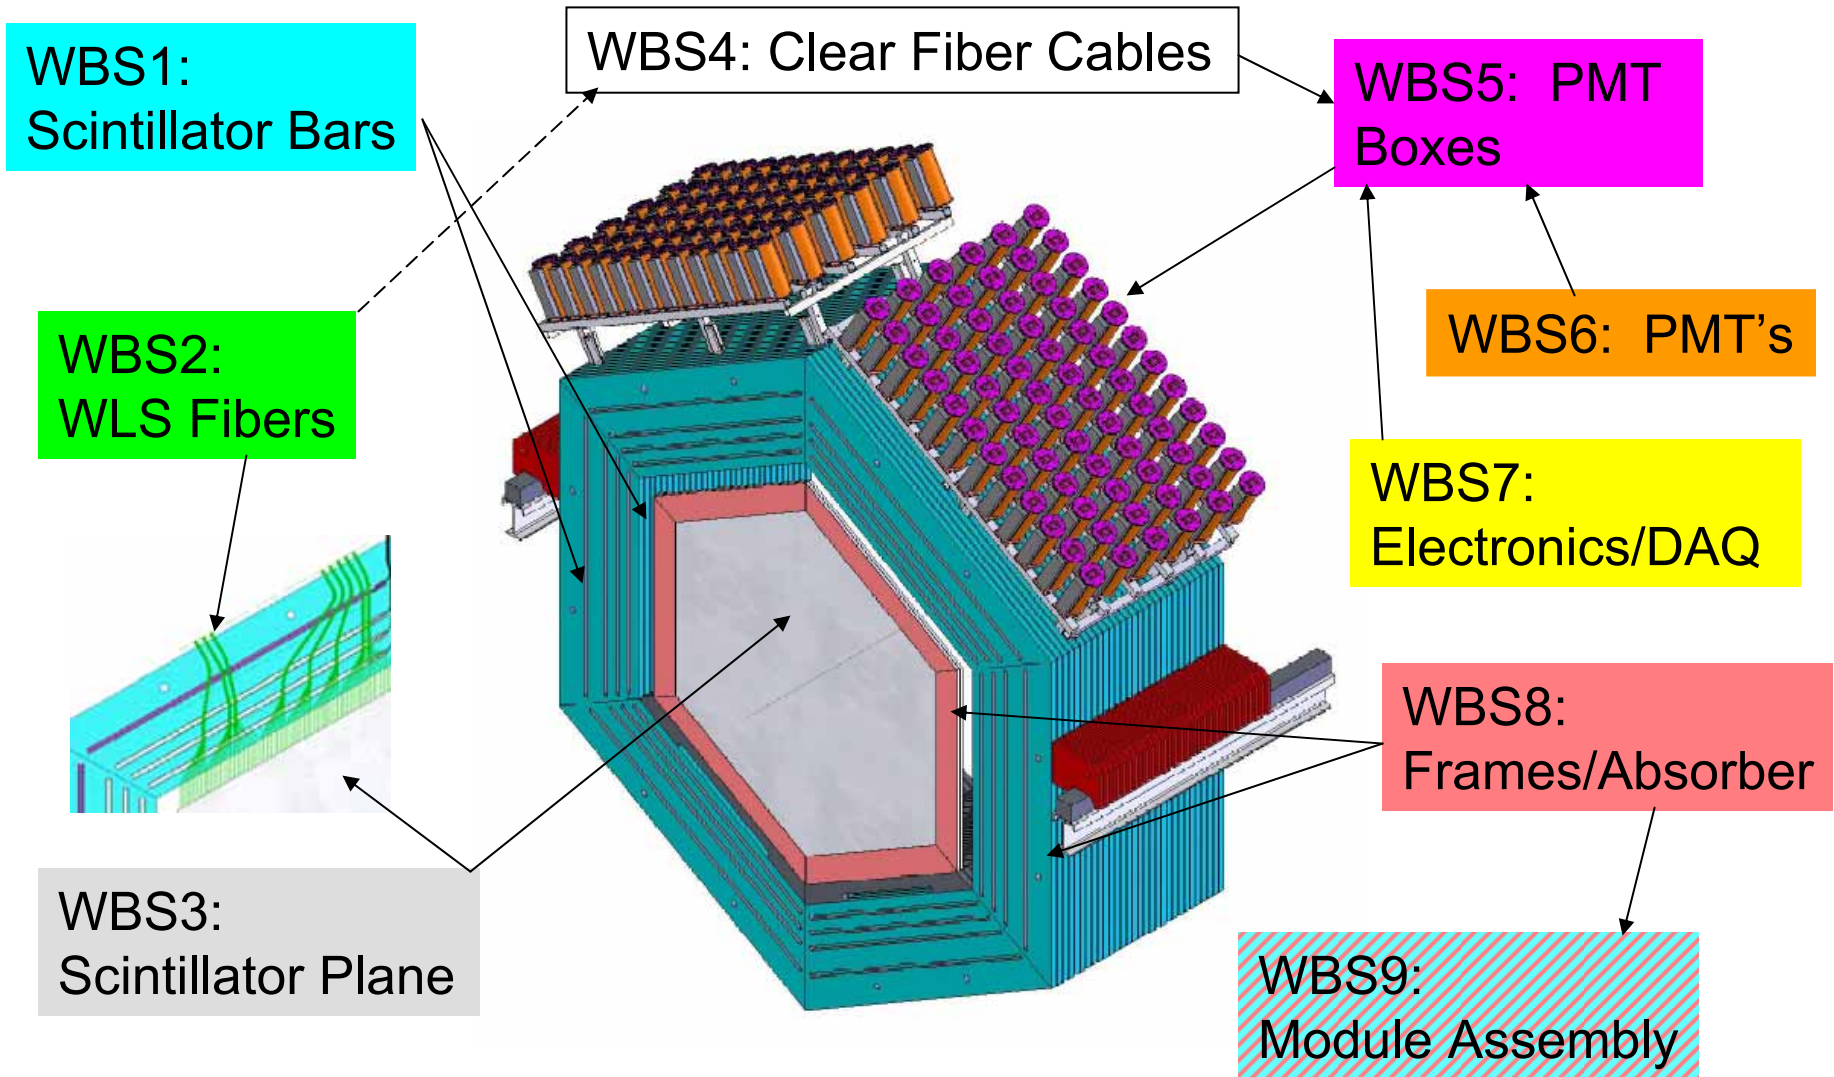 WBS1:
Scintillator Bars
WBS4: Clear Fiber Cables
WBS5: PMT
Boxes
WBS2:
WLS Fibers
WBS6: PMT's
WBS7:
Electronics/DAQ
WBS8:
Frames/Absorber
WBS3:
Scintillator Plane
WBS9:
Module Assembly